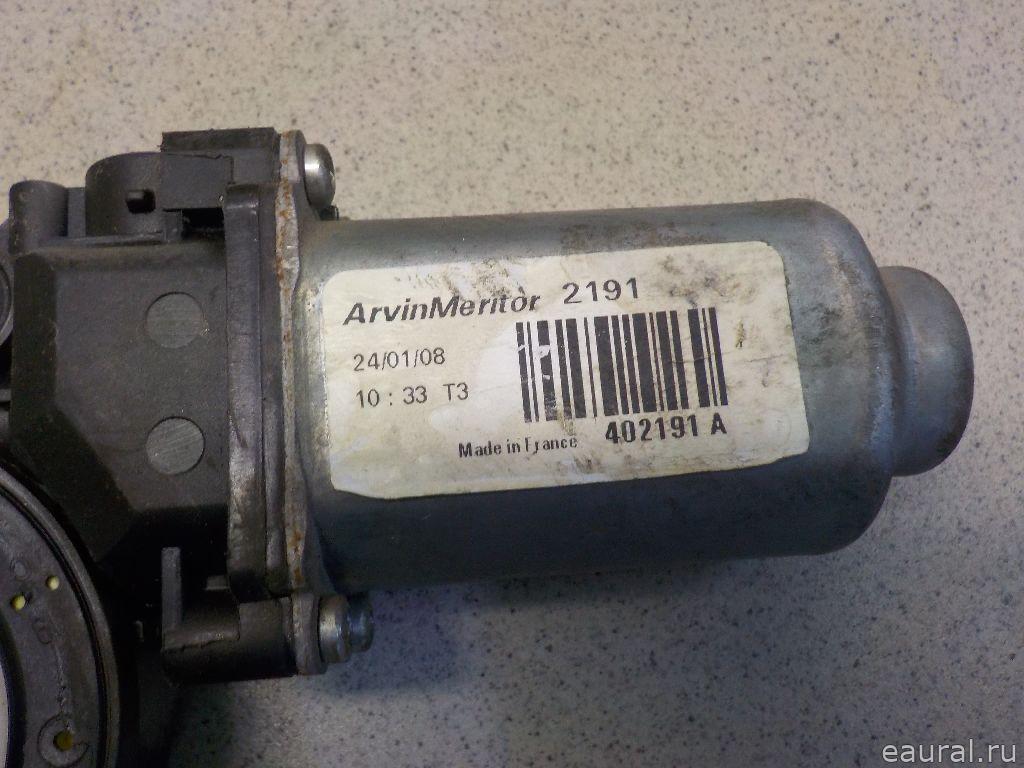 ArvinMeritor 2191
24/01/08
10 : 33 T3
Made in France 402191 A
eaural.ru